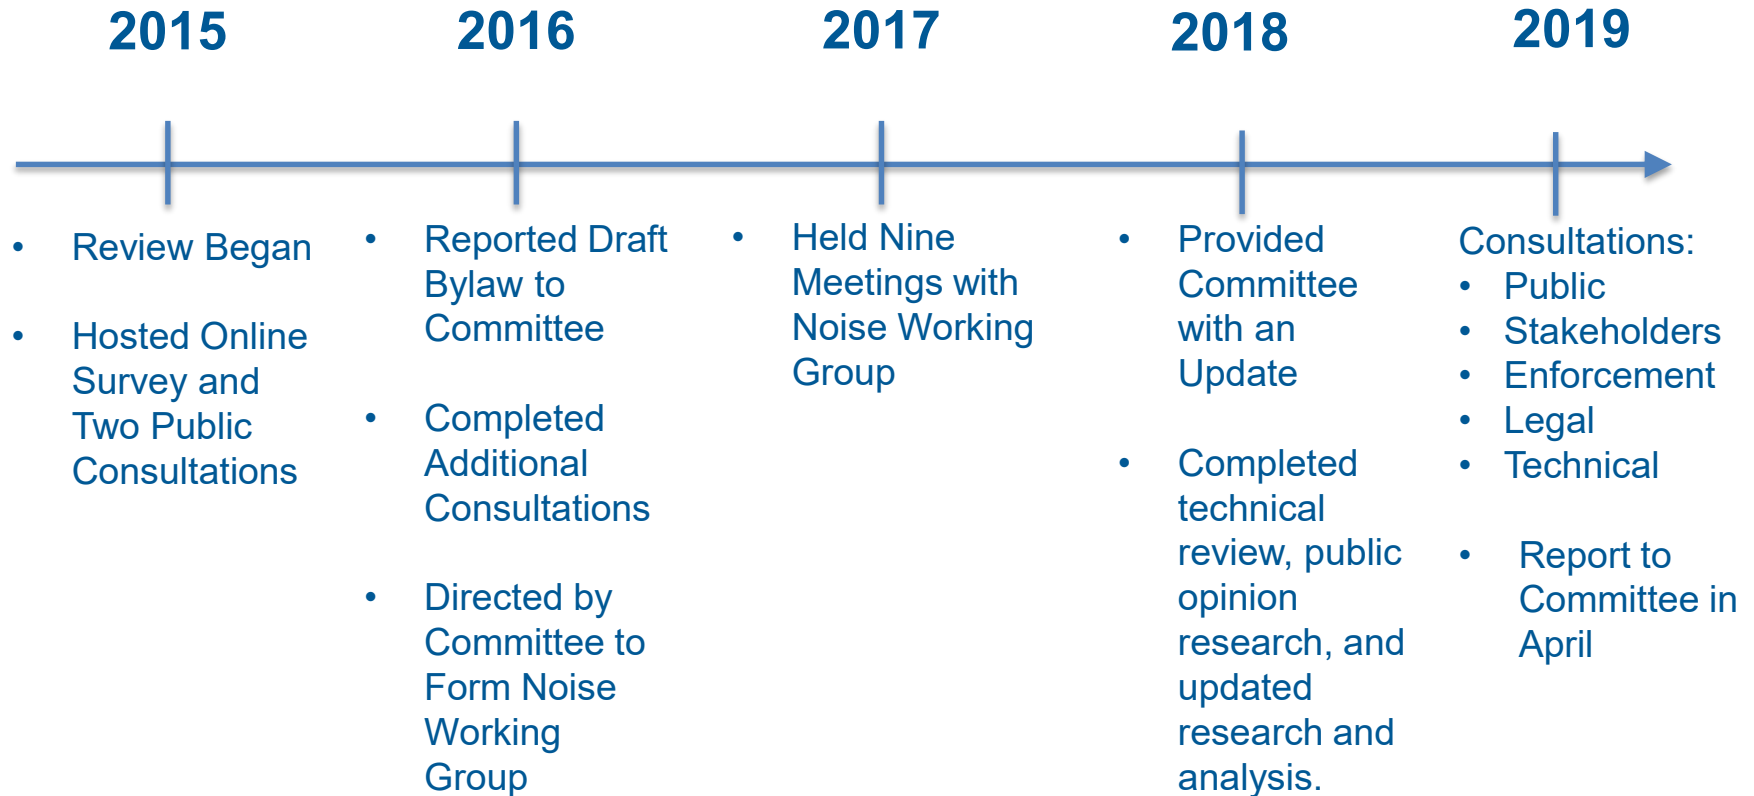 2015
2016
2017
2018
2019
• Review Began
• Hosted Online
Survey and
Two Public
Consultations
• Reported Draft
Bylaw to
Committee
• Completed
Additional
Consultations
• Directed by
Committee to
Form Noise
Working
Group
• Held Nine
Meetings with
Noise Working
Group
• Provided
Committee
with an
Update
• Completed
technical
review, public
opinion
research, and
updated
research and
analysis.
Consultations:
• Public
• Stakeholders
• Enforcement
• Legal
• Technical
• Report to
Committee in
April